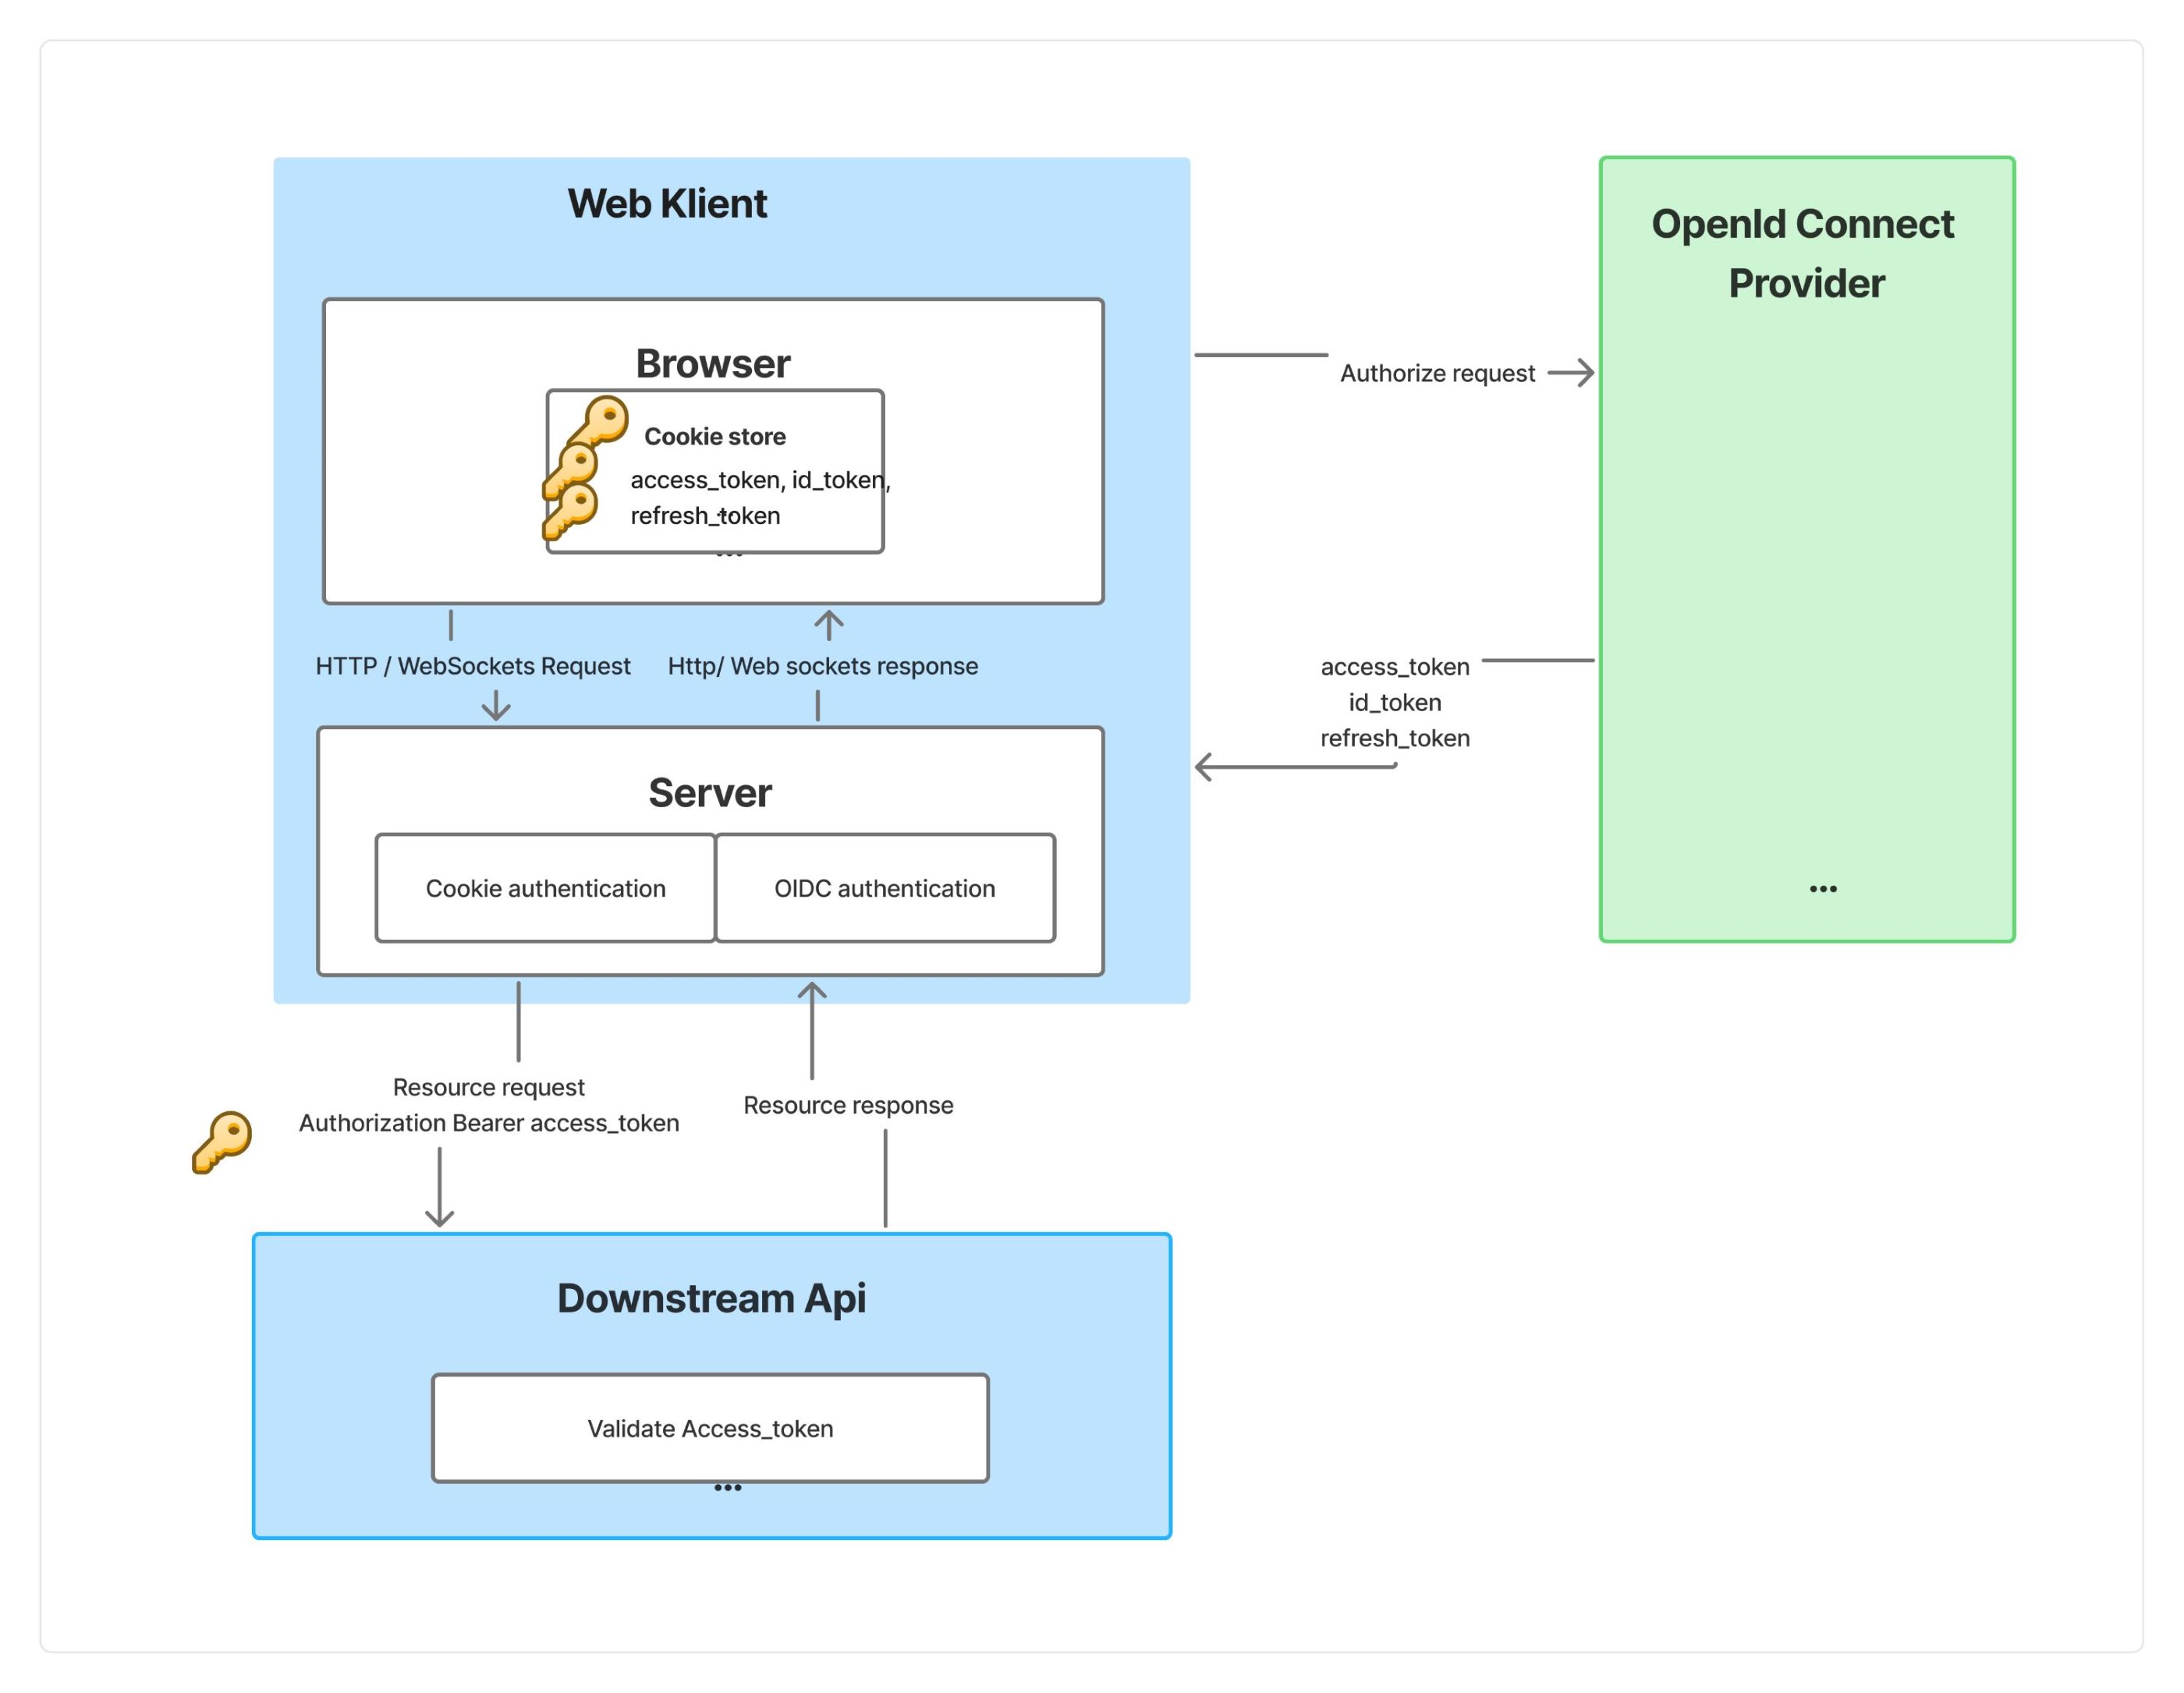 Web Klient
OpenId Connect
Provider
Browser
Authorize request
Cookie store
access_token, id_token,
refresh_token
...
...
HTTP / WebSockets Request
Http/ Web sockets response
access_token
id_token
refresh_token
Server
Cookie authentication
OIDC authentication
...
Resource request
Authorization Bearer access_token
Resource response
Downstream Api
Validate Access_token
...